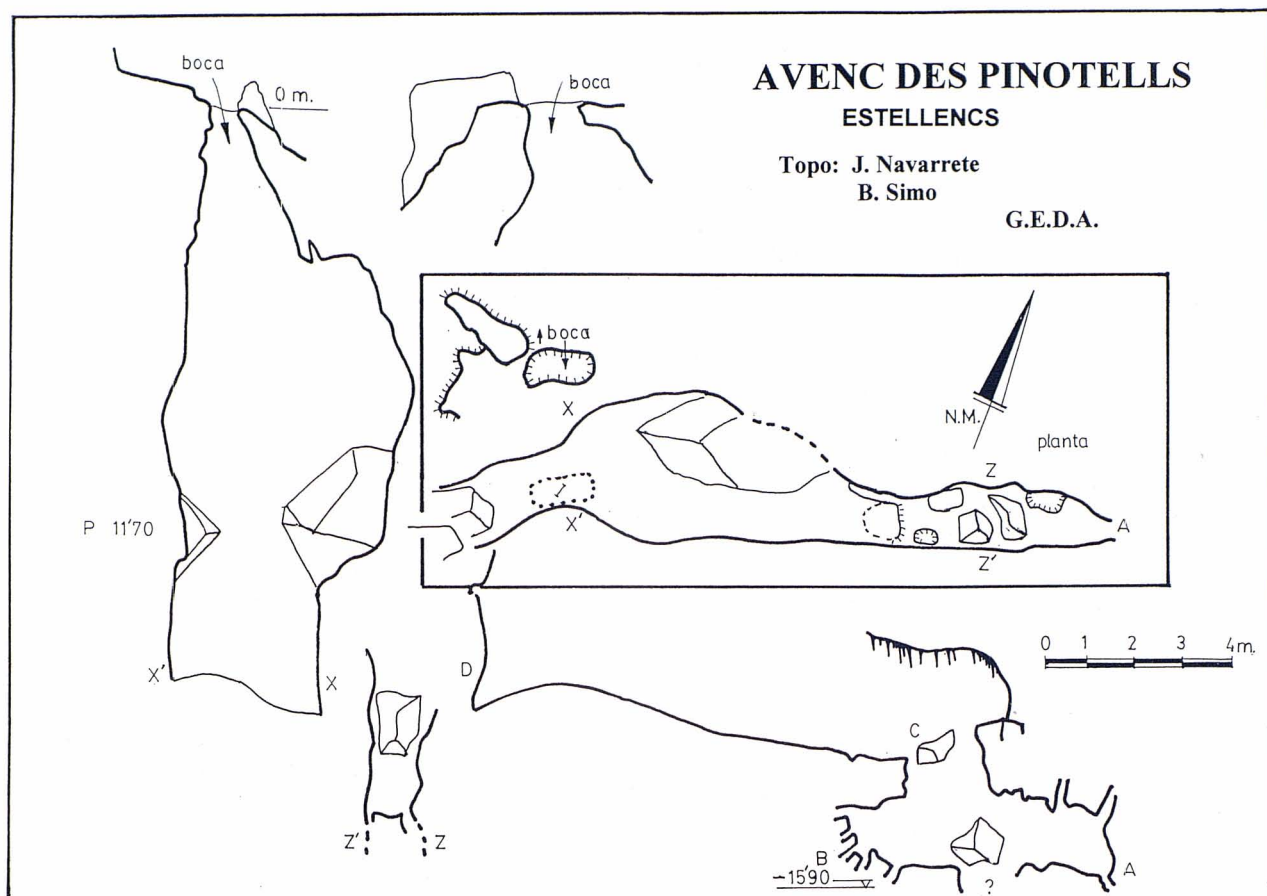 AVENC DES PINOTELLS
ESTELLENCS
Topo: J. Navarrete
B. Simo
G.E.D.A.
boca
0 m.
boca
boca
N.M.
planta
X
X'
Z
Z'
A
P 11'70
X'
X
D
Z'
Z
0 1 2 3 4m.
C
B
-15'90
?
A